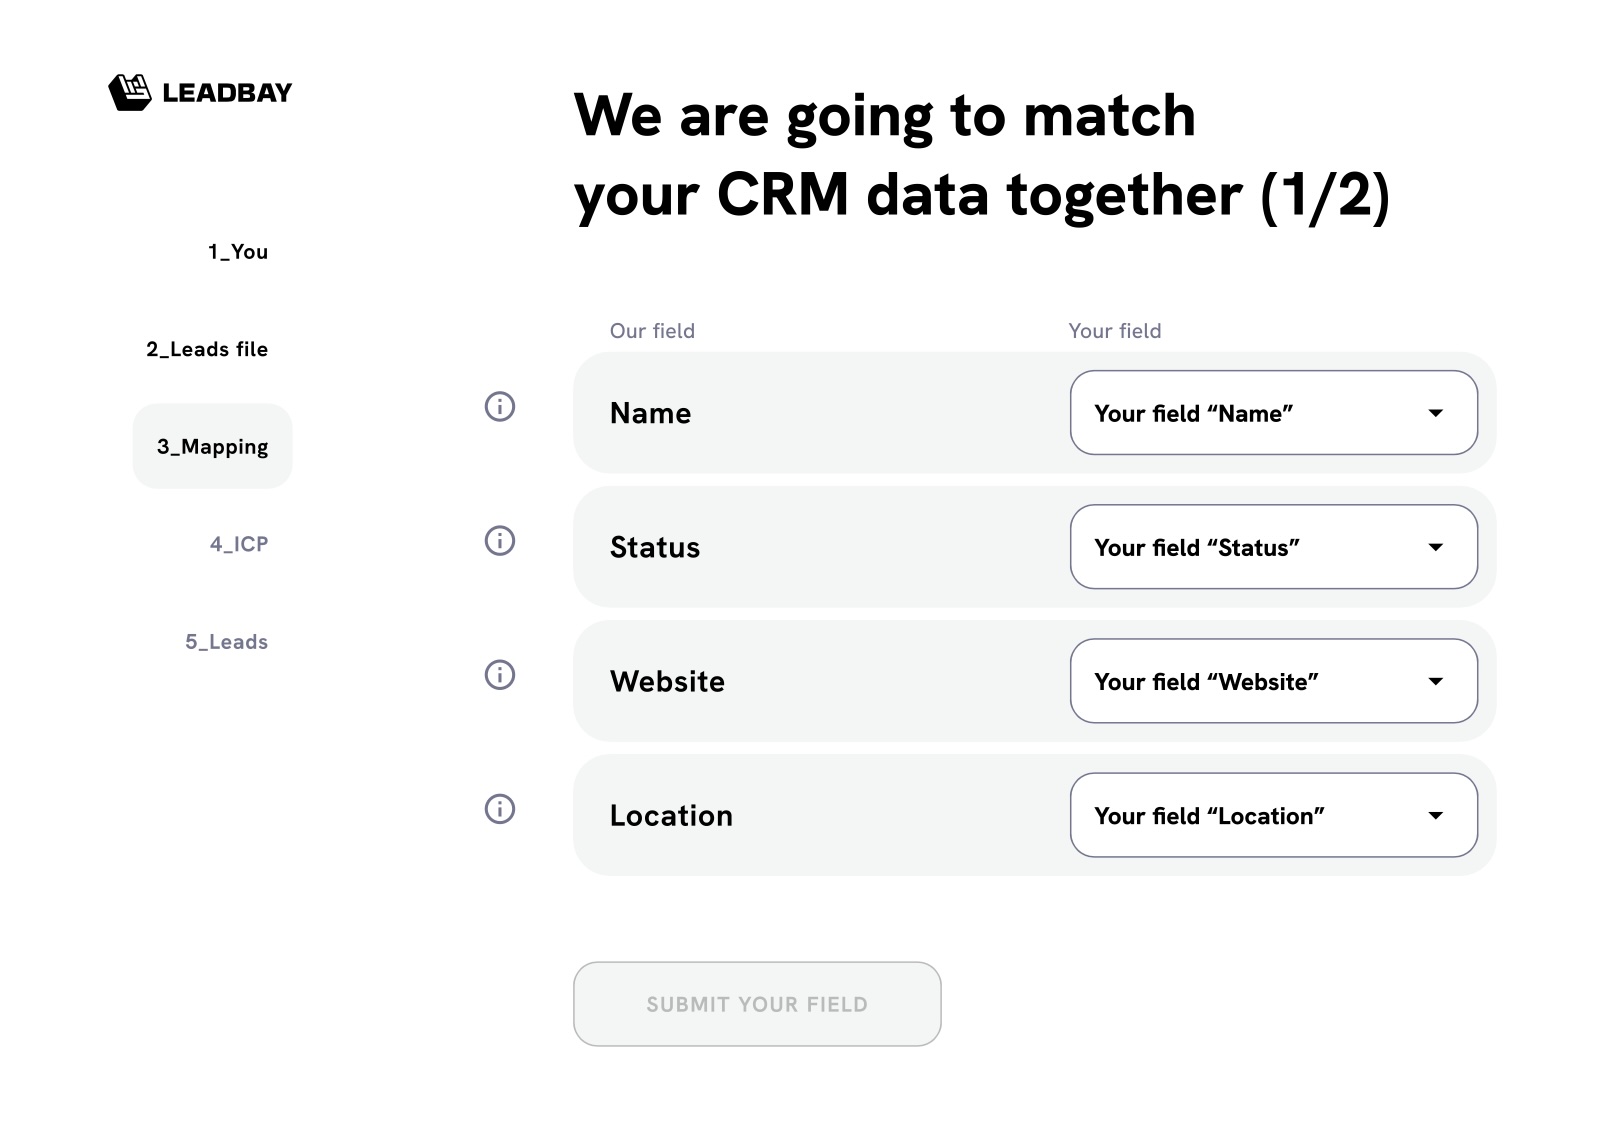 LEADBAY
We are going to match
your CRM data together (1/2)
1_You
2_Leads file
3_Mapping
4_ICP
5_Leads
Our field
Your field
Name
Your field “Name”
Status
Your field “Status”
Website
Your field “Website”
Location
Your field “Location”
SUBMIT YOUR FIELD